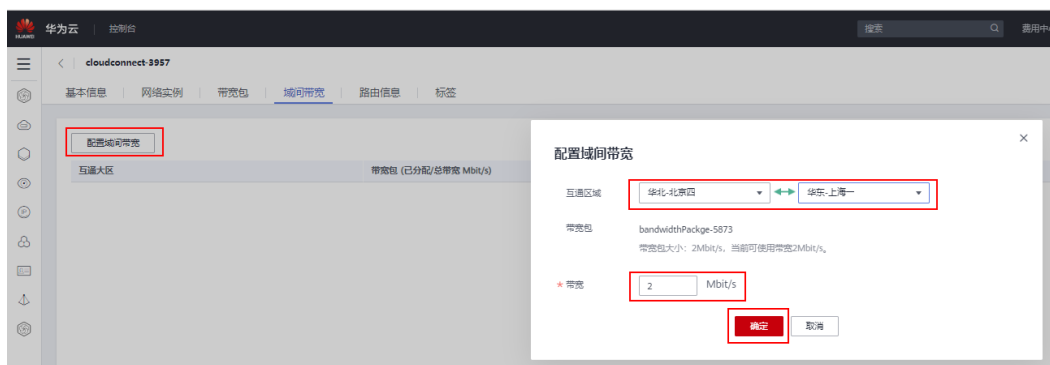 HUAWEI 华为云 控制台 搜索 费用中心
cloudconnect-3957
基本信息 网络实例 带宽包 域间带宽 路由信息 标签
配置域间带宽
互通大区 带宽包 (已分配/总带宽 Mbit/s)
配置域间带宽
互通区域 华北-北京四 华东-上海一
带宽包 bandwidthPackge-5873
带宽包大小：2Mbit/s，当前可使用带宽2Mbit/s。
* 带宽 2 Mbit/s
确定 取消